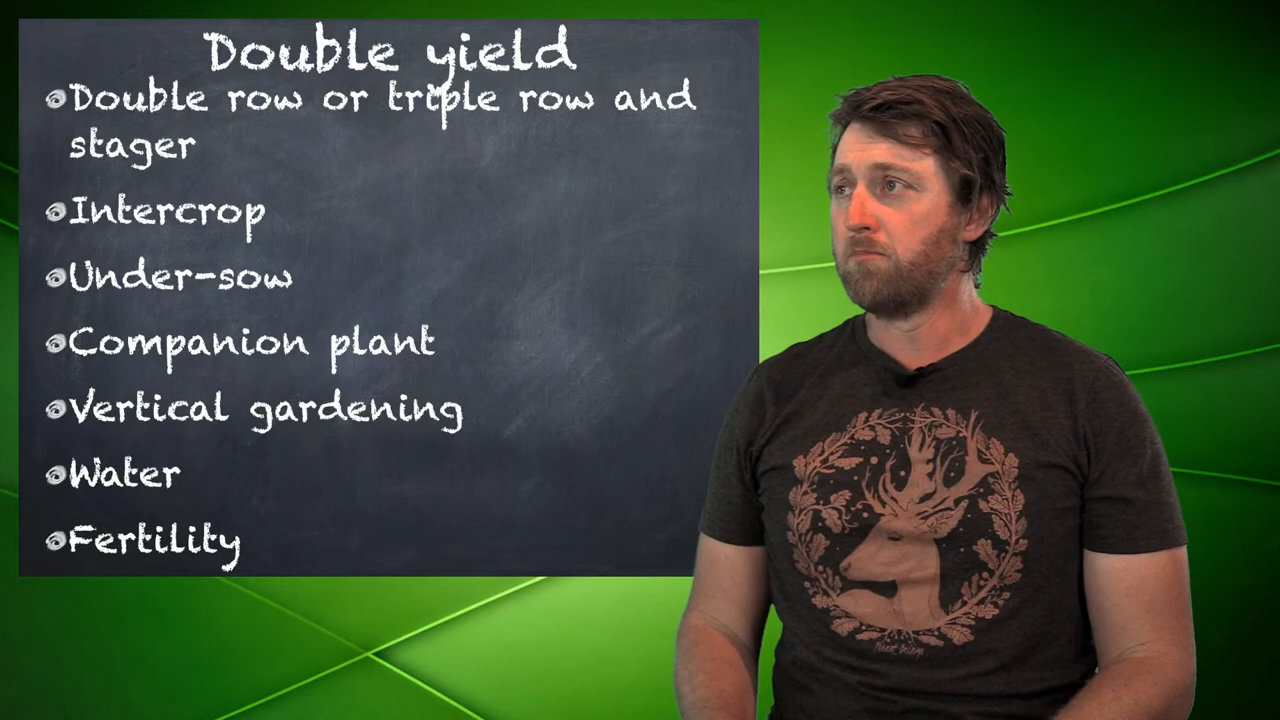 Double yield
Double row or triple row and
stager
Intercrop
Under-sow
Companion plant
Vertical gardening
Water
Fertility